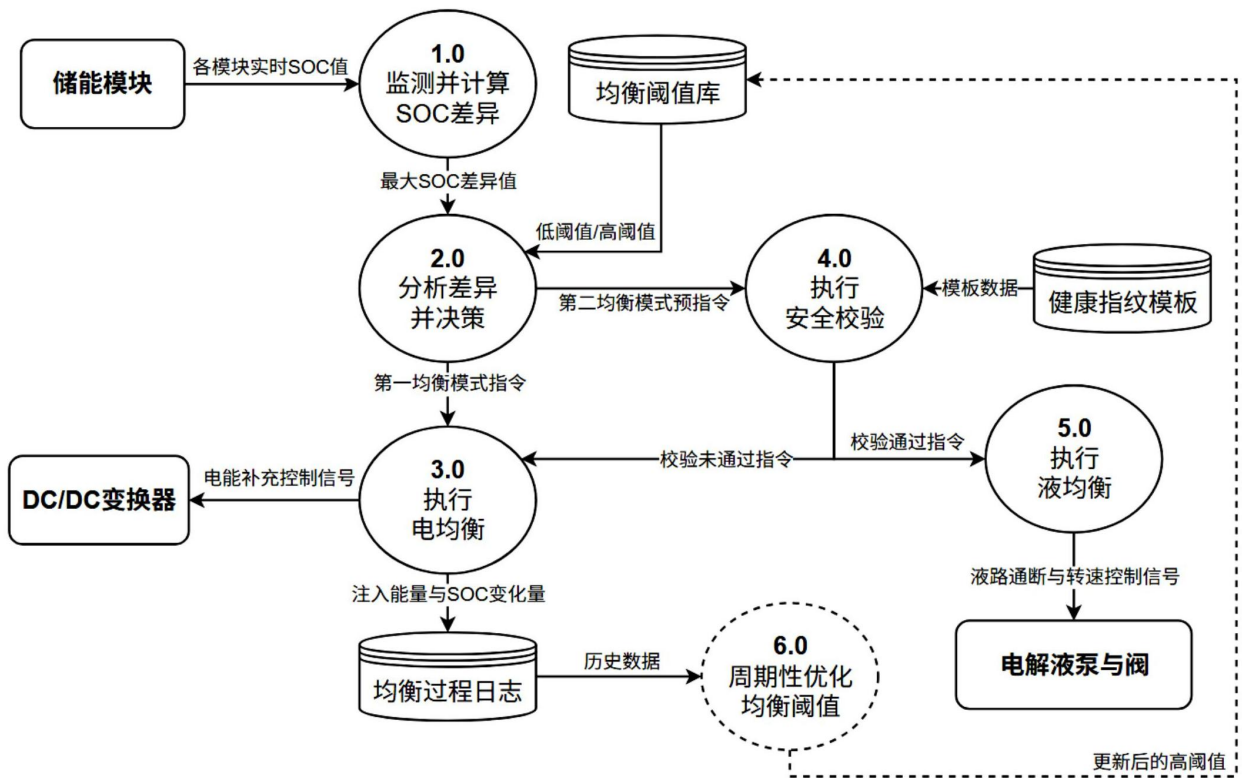 储能模块
各模块实时SOC值
1.0
监测并计算
SOC差异
均衡阈值库
最大SOC差异值
低阈值/高阈值
2.0
分析差异
并决策
第二均衡模式预指令
4.0
执行
安全校验
模板数据
健康指纹模板
第一均衡模式指令
DC/DC变换器
电能补充控制信号
3.0
执行
电均衡
校验未通过指令
校验通过指令
5.0
执行
液均衡
注入能量与SOC变化量
液路通断与转速控制信号
均衡过程日志
历史数据
6.0
周期性优化
均衡阈值
电解液泵与阀
更新后的高阈值